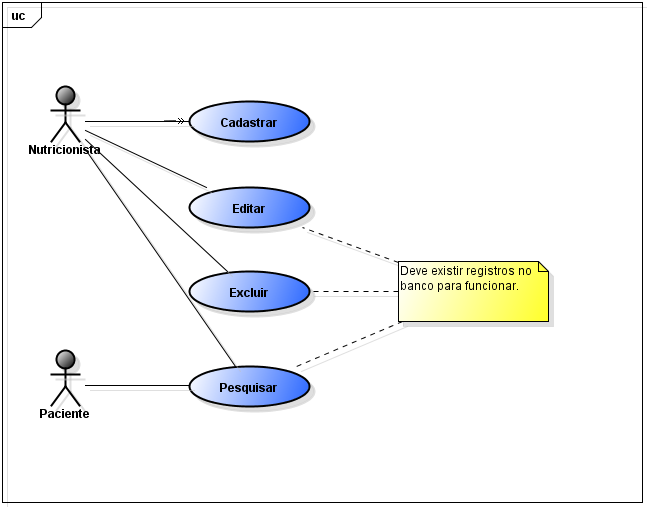 uc
Cadastrar
Nutricionista
Editar
Deve existir registros no
banco para funcionar.
Excluir
Pesquisar
Paciente